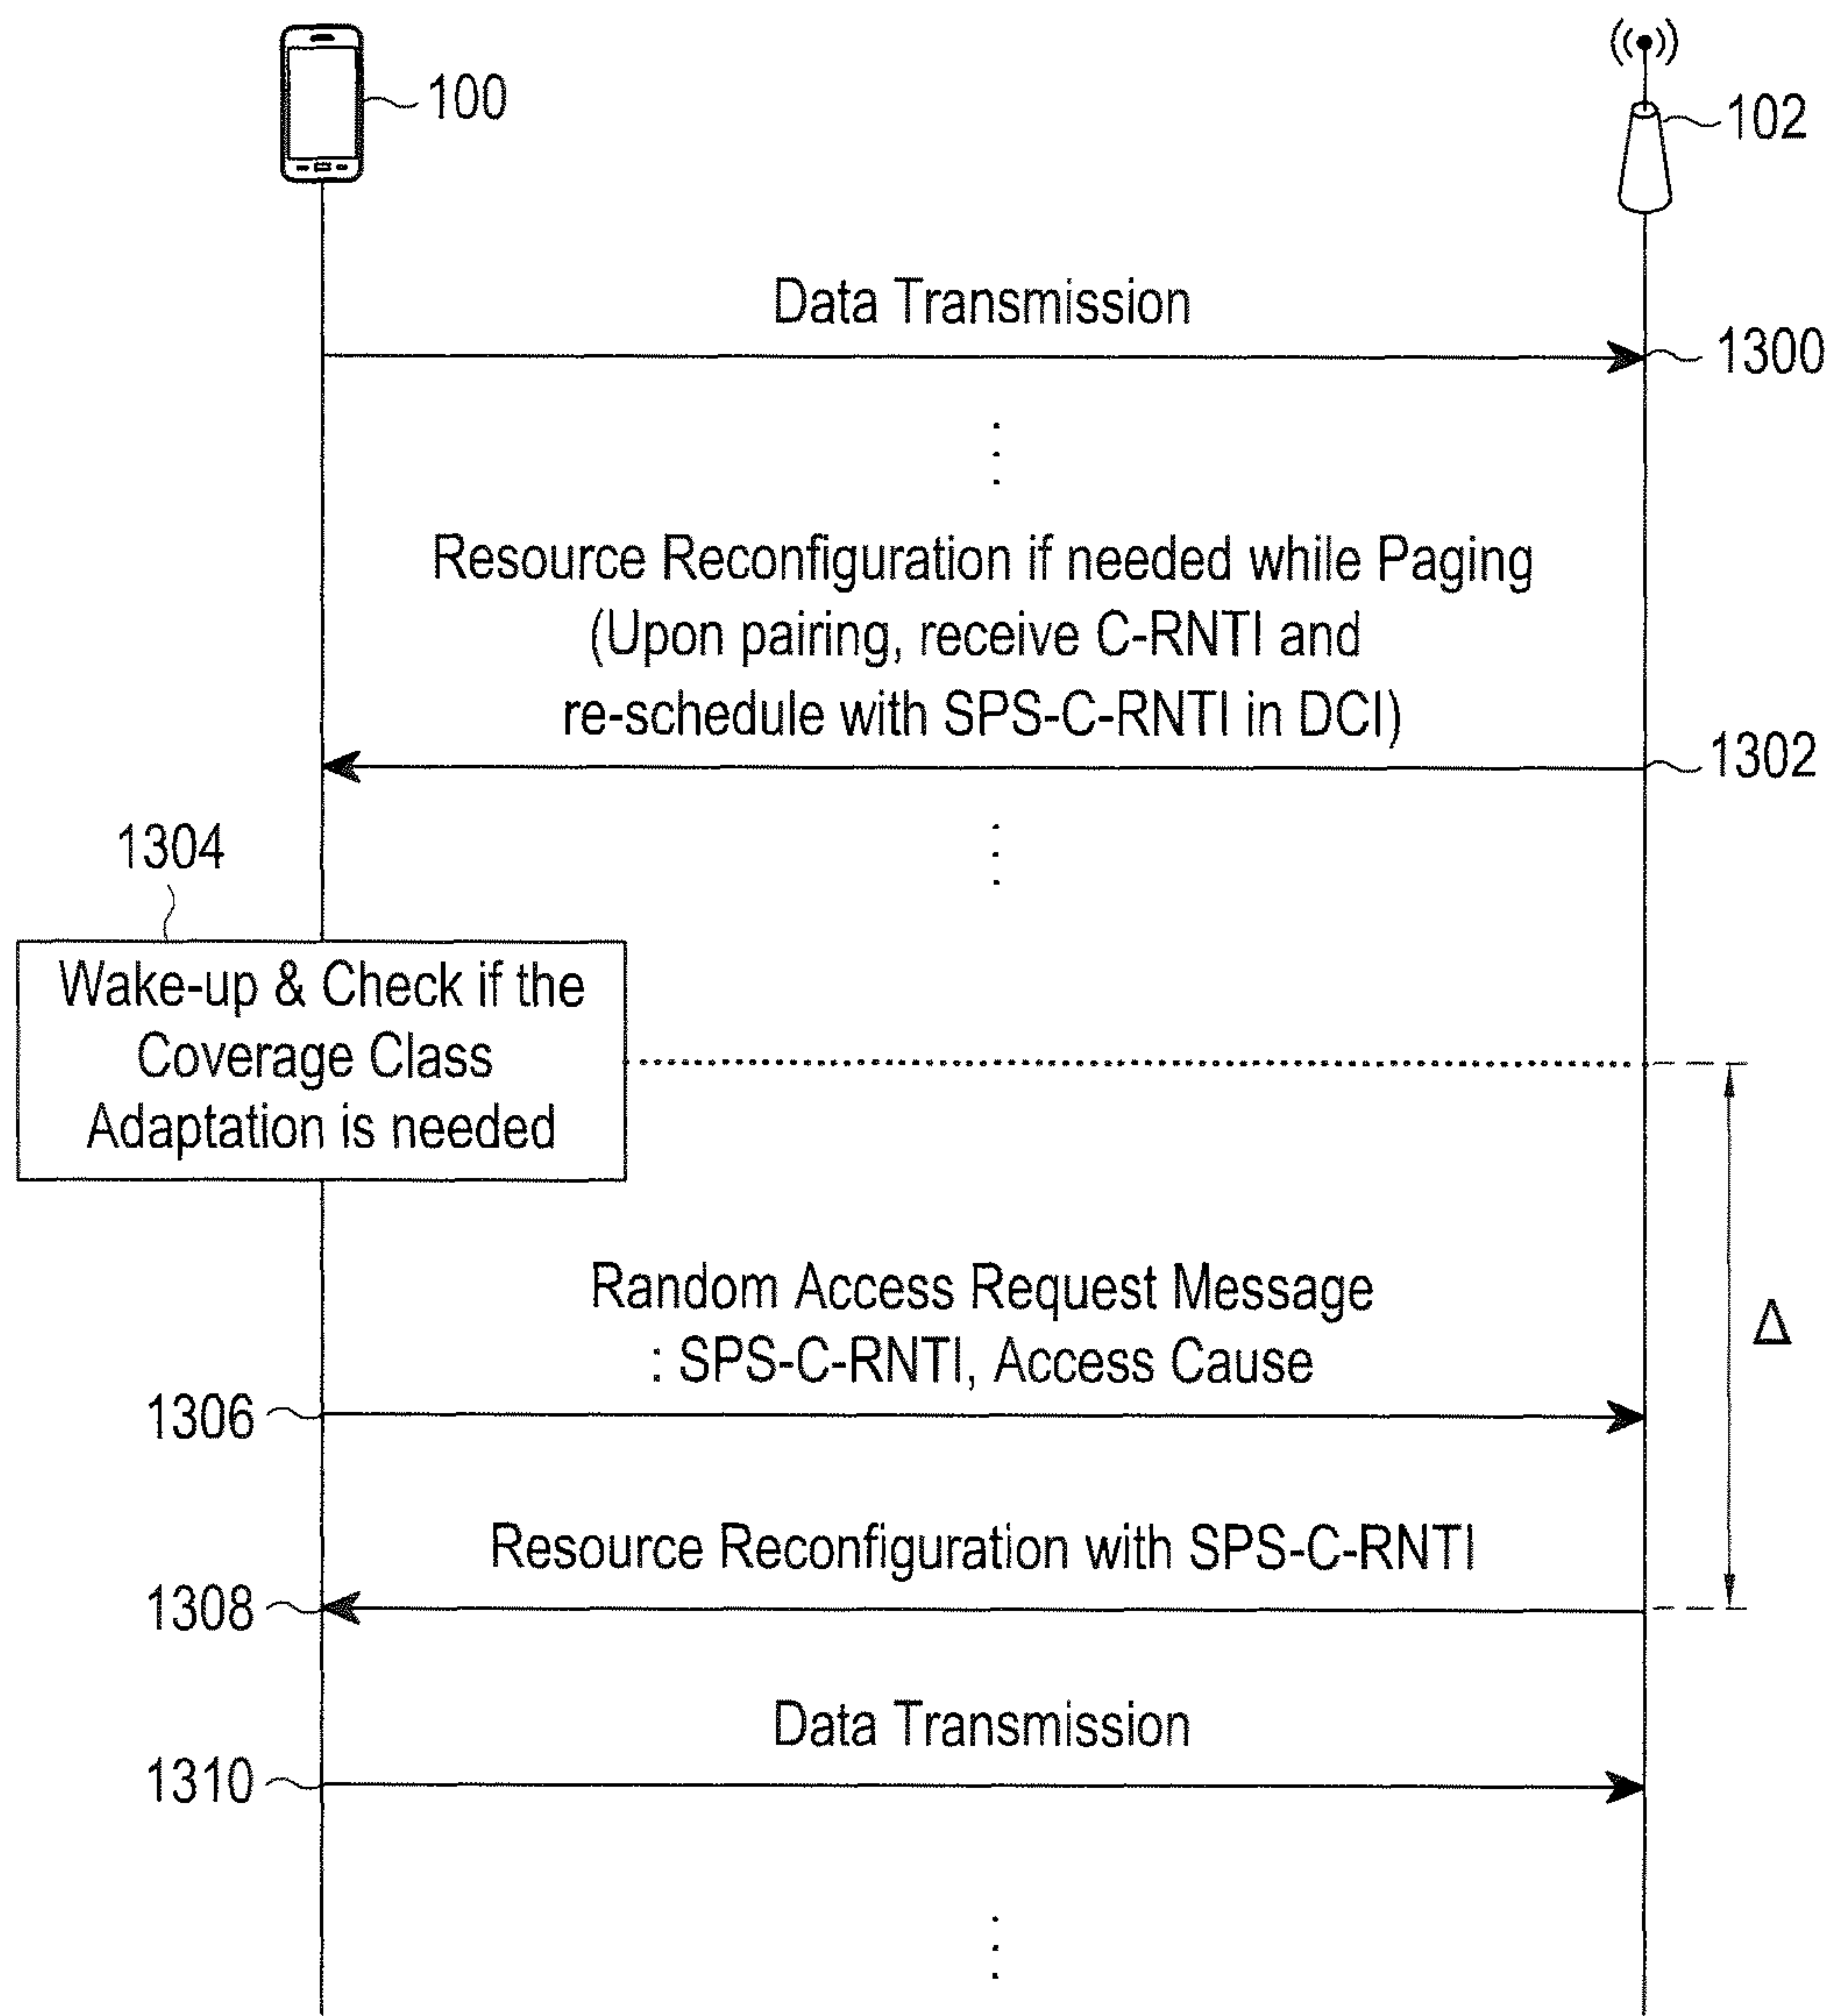 100
102
Data Transmission
1300
Resource Reconfiguration if needed while Paging
(Upon pairing, receive C-RNTI and
re-schedule with SPS-C-RNTI in DCI)
1302
1304
Wake-up & Check if the
Coverage Class
Adaptation is needed
Random Access Request Message
: SPS-C-RNTI, Access Cause
Δ
1306
Resource Reconfiguration with SPS-C-RNTI
1308
Data Transmission
1310